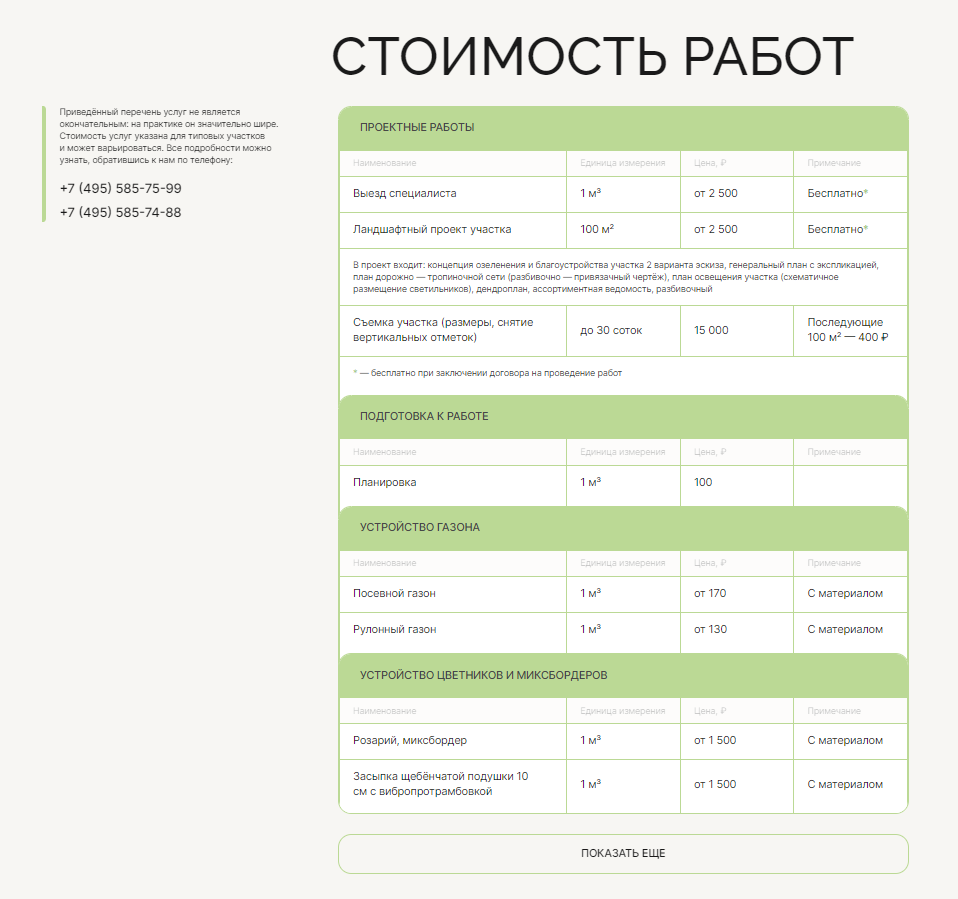 СТОИМОСТЬ РАБОТ
Приведённый перечень услуг не является
окончательным: на практике он значительно шире.
Стоимость услуг указана для типовых участков
и может варьироваться. Все подробности можно
узнать, обратившись к нам по телефону:
+7 (495) 585-75-99
+7 (495) 585-74-88
ПРОЕКТНЫЕ РАБОТЫ
Наименование Единица измерения Цена, ₽ Примечание
Выезд специалиста 1 м³ от 2 500 Бесплатно*
Ландшафтный проект участка 100 м² от 2 500 Бесплатно*
В проект входит: концепция озеленения и благоустройства участка 2 варианта эскиза, генеральный план с экспликацией,
план дорожно — тропиночной сети (разбивочно — привязачный чертёж), план освещения участка (схематичное
размещение светильников), дендроплан, ассортиментная ведомость, разбивочный
Съемка участка (размеры, снятие
вертикальных отметок) до 30 соток 15 000 Последующие
100 м² — 400 ₽
* — бесплатно при заключении договора на проведение работ
ПОДГОТОВКА К РАБОТЕ
Наименование Единица измерения Цена, ₽ Примечание
Планировка 1 м³ 100
УСТРОЙСТВО ГАЗОНА
Наименование Единица измерения Цена, ₽ Примечание
Посевной газон 1 м³ от 170 С материалом
Рулонный газон 1 м³ от 130 С материалом
УСТРОЙСТВО ЦВЕТНИКОВ И МИКСБОРДЕРОВ
Наименование Единица измерения Цена, ₽ Примечание
Розарий, миксбордер 1 м³ от 1 500 С материалом
Засыпка щебёнчатой подушки 10
см с вибропротрамбовкой 1 м³ от 1 500 С материалом
ПОКАЗАТЬ ЕЩЕ